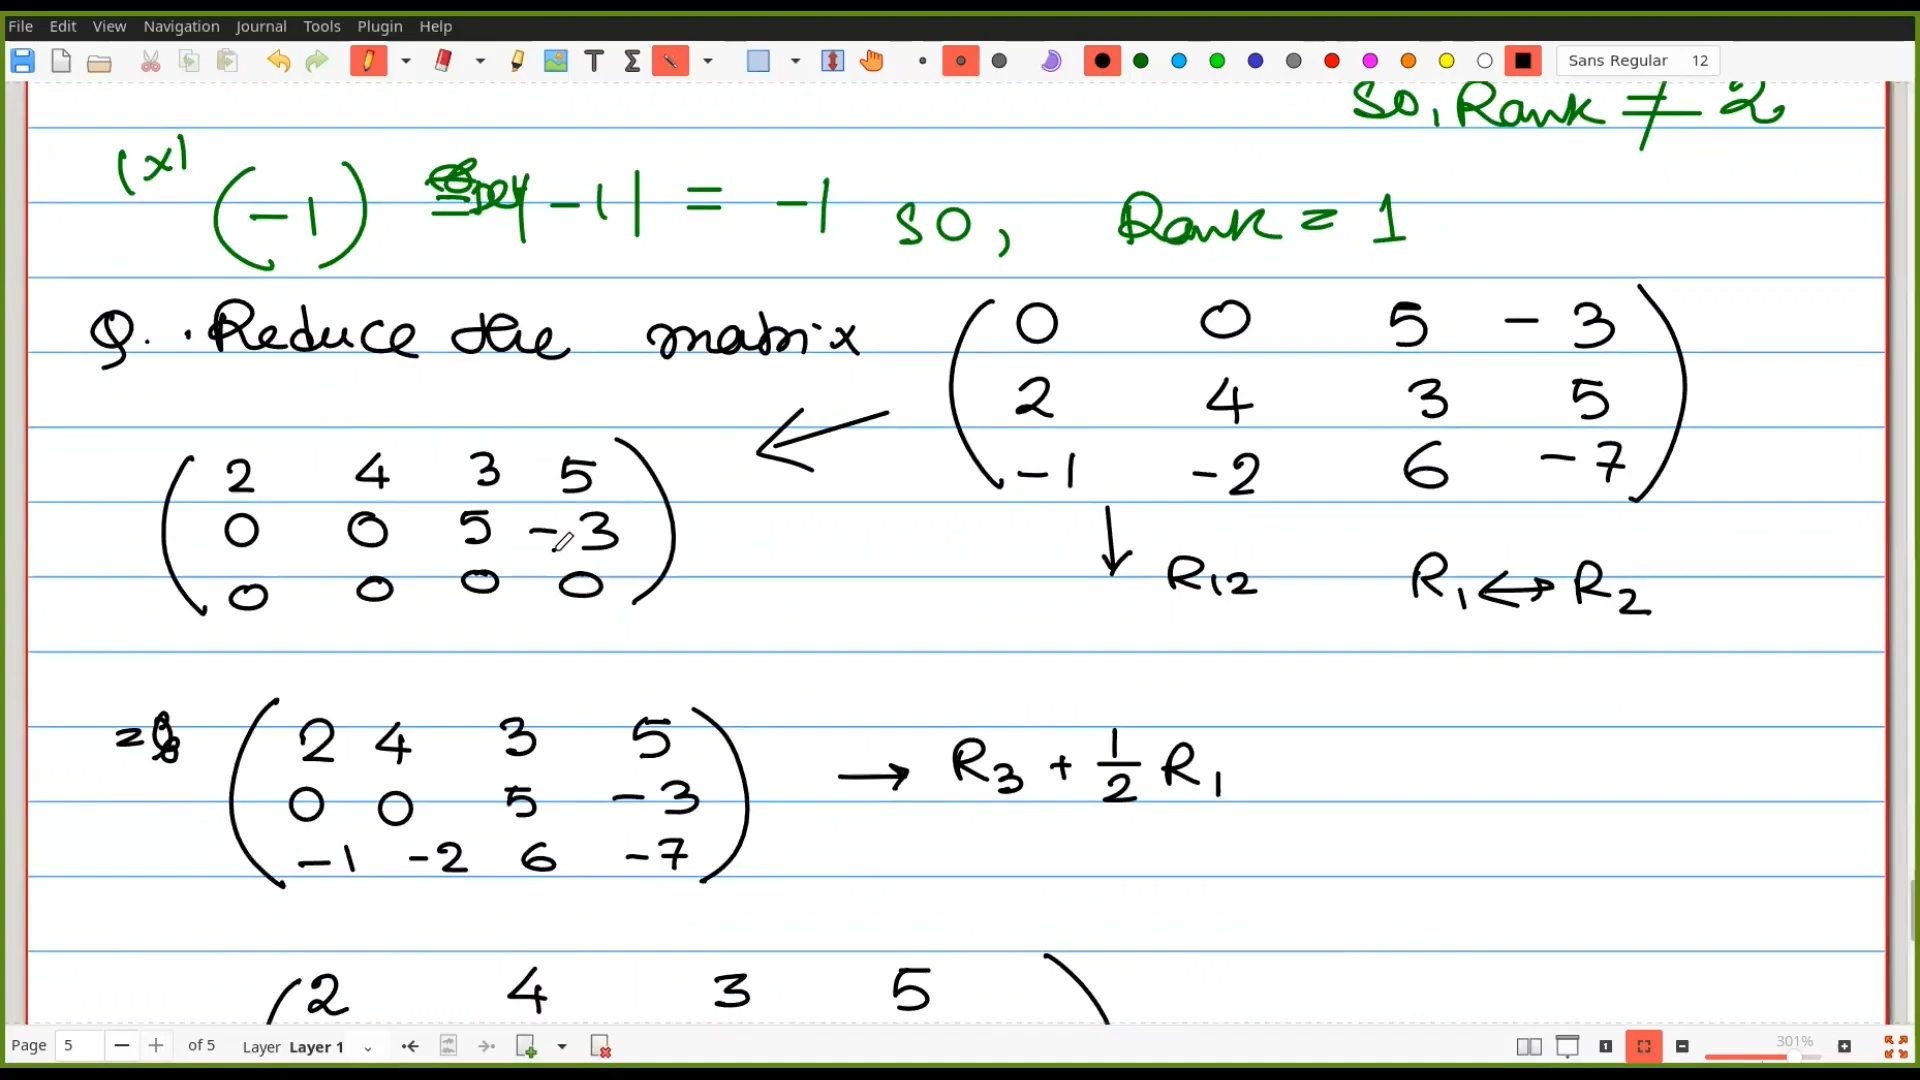 File Edit View Navigation Journal Tools Plugin Help
Sans Regular 12
So, Rank ≠ 2
(x) (-1) |-1| = -1 so, Rank = 1
Q. Reduce the matrix
0 0 5 -3
2 4 3 5
-1 -2 6 -7
2 4 3 5
0 0 5 -3
0 0 0 0
↓ R12 R1 ↔ R2
=
2 4 3 5
0 0 5 -3
-1 -2 6 -7
→ R3 + 1/2 R1
2 4 3 5
Page 5 of 5 Layer Layer 1 301%